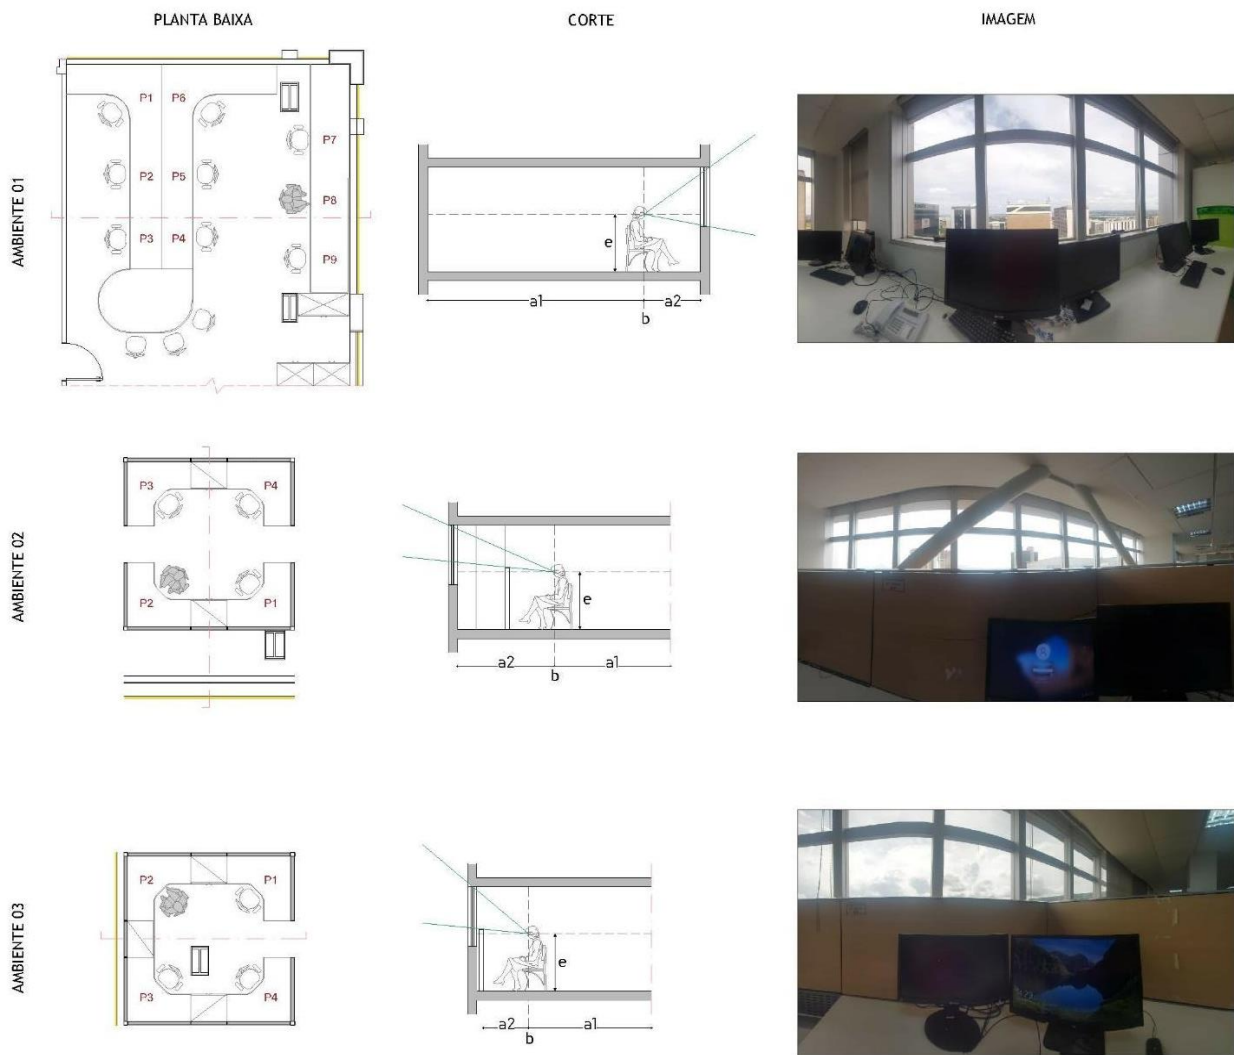 PLANTA BAIXA
CORTE
IMAGEM
AMBIENTE 01
P1
P6
P7
P2
P5
P8
P3
P4
P9
e
a1
a2
b
AMBIENTE 02
P3
P4
P2
P1
e
a2
a1
b
AMBIENTE 03
P2
P1
P3
P4
e
a2
a1
b